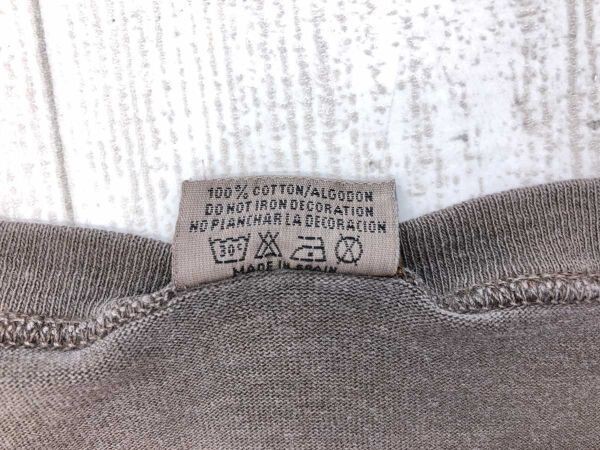 100% COTTON/ALGODON
DO NOT IRON DECORATION
NO PLANCHAR LA DECORACION
30°
MADE IN SPAIN